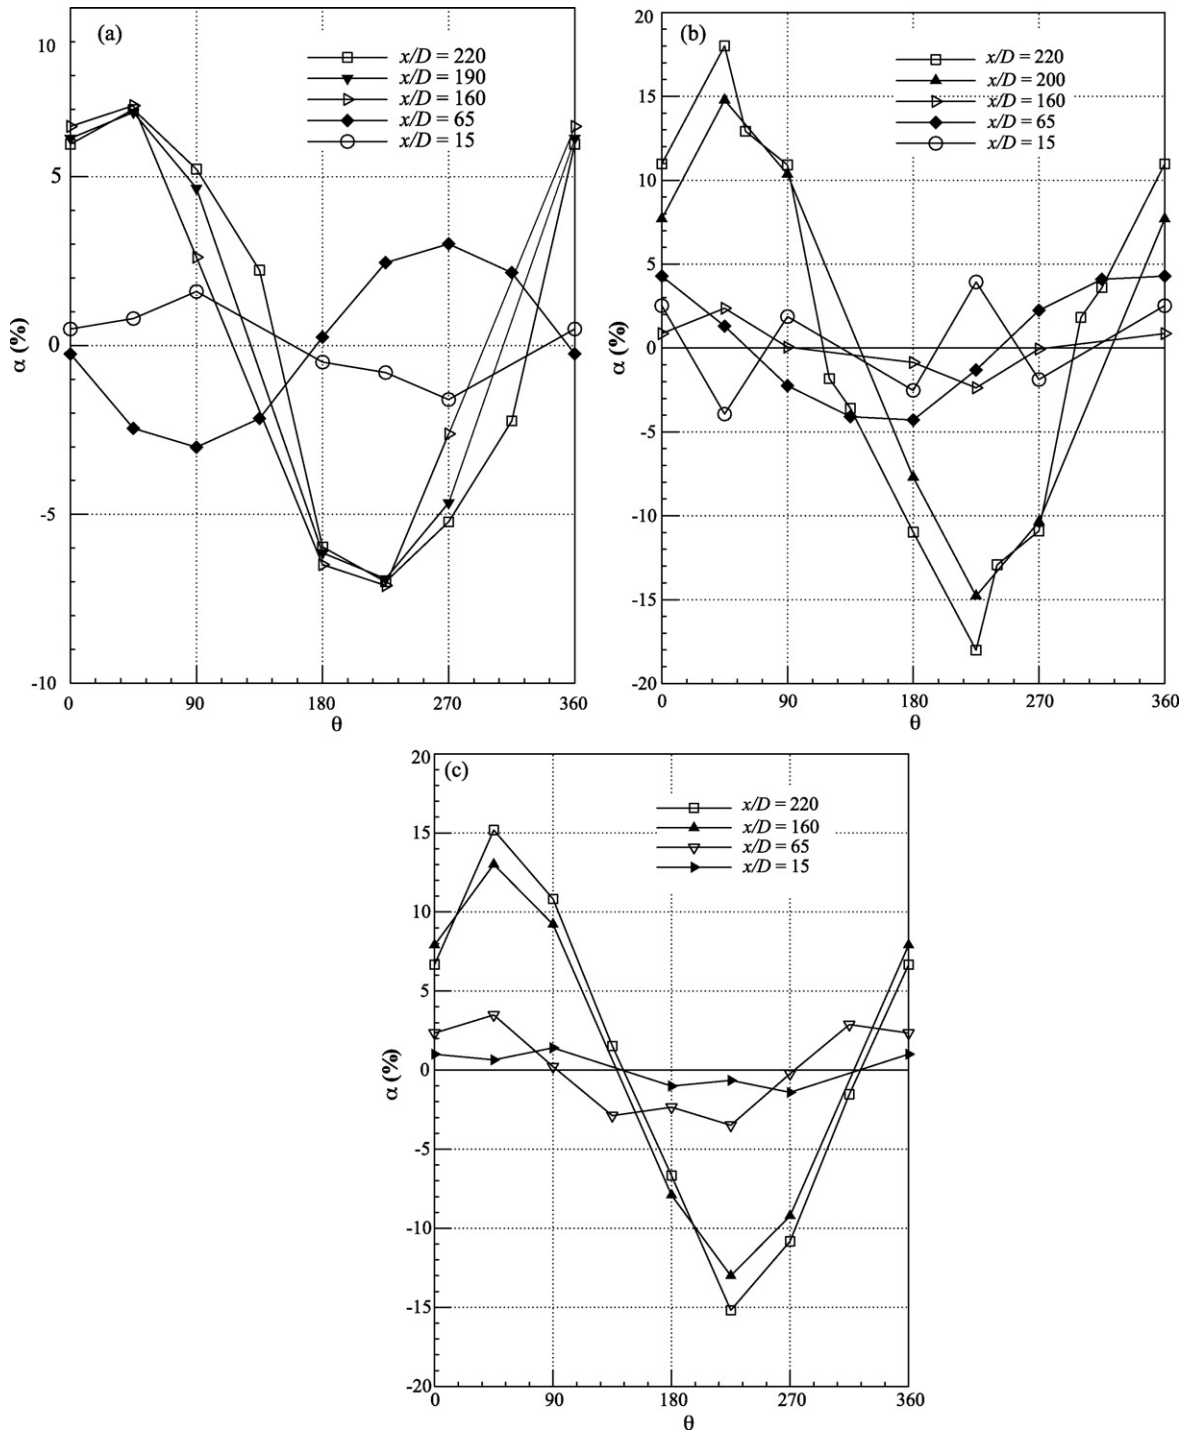 (a)
x/D = 220
x/D = 190
x/D = 160
x/D = 65
x/D = 15
10
5
0
-5
-10
α (%)
0 90 180 270 360
θ
(b)
x/D = 220
x/D = 200
x/D = 160
x/D = 65
x/D = 15
20
15
10
5
0
-5
-10
-15
-20
α (%)
0 90 180 270 360
θ
(c)
x/D = 220
x/D = 160
x/D = 65
x/D = 15
20
15
10
5
0
-5
-10
-15
-20
α (%)
0 90 180 270 360
θ